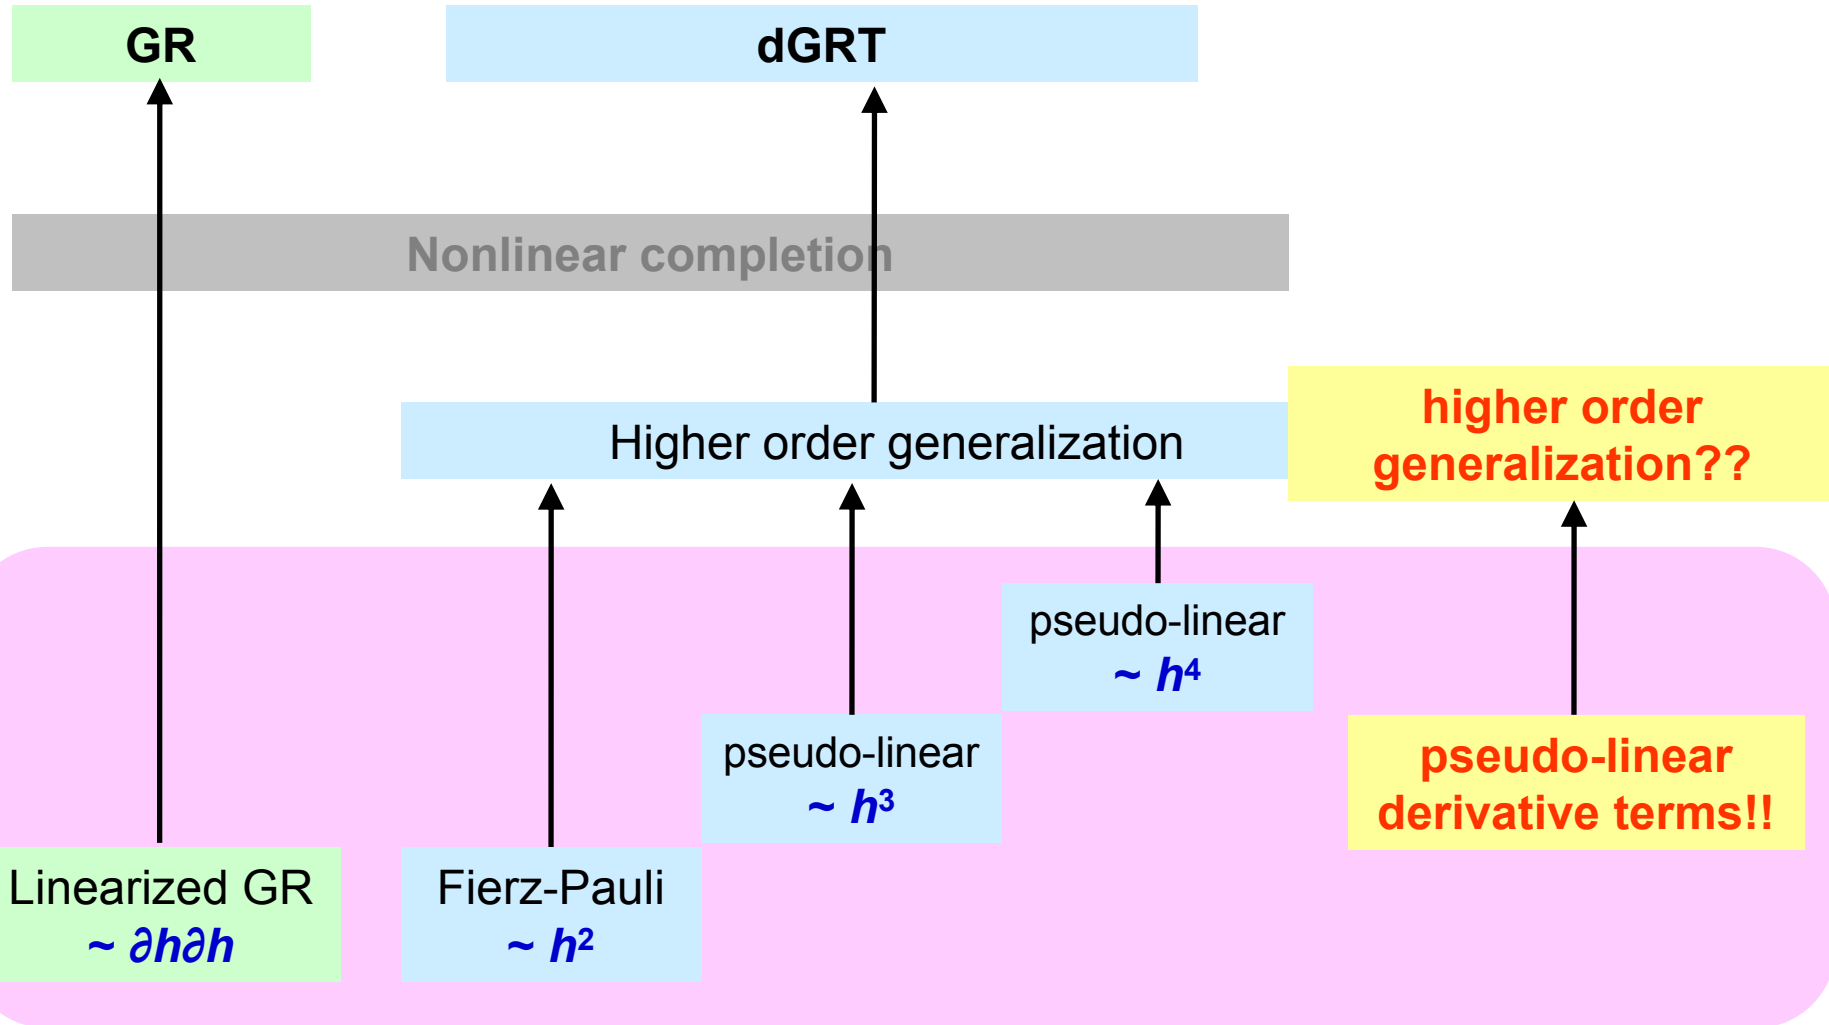 GR
dGRT
Nonlinear completion
Higher order generalization
higher order
generalization??
pseudo-linear
~ h⁴
pseudo-linear
~ h³
pseudo-linear
derivative terms!!
Linearized GR
~ ∂h∂h
Fierz-Pauli
~ h²